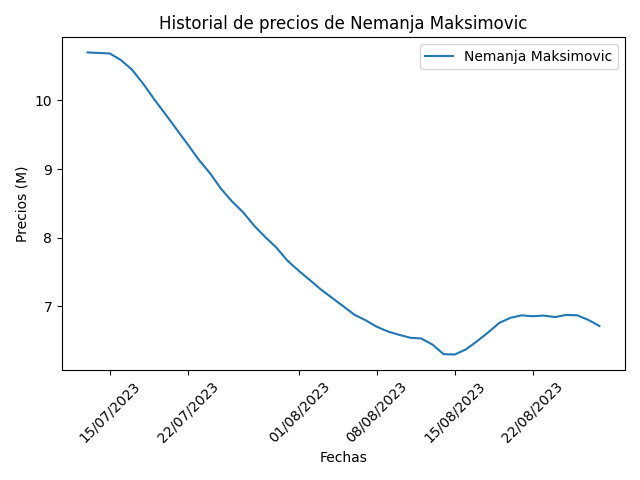 Historial de precios de Nemanja Maksimovic
Nemanja Maksimovic
Precios (M)
10
9
8
7
15/07/2023
22/07/2023
01/08/2023
08/08/2023
15/08/2023
22/08/2023
Fechas